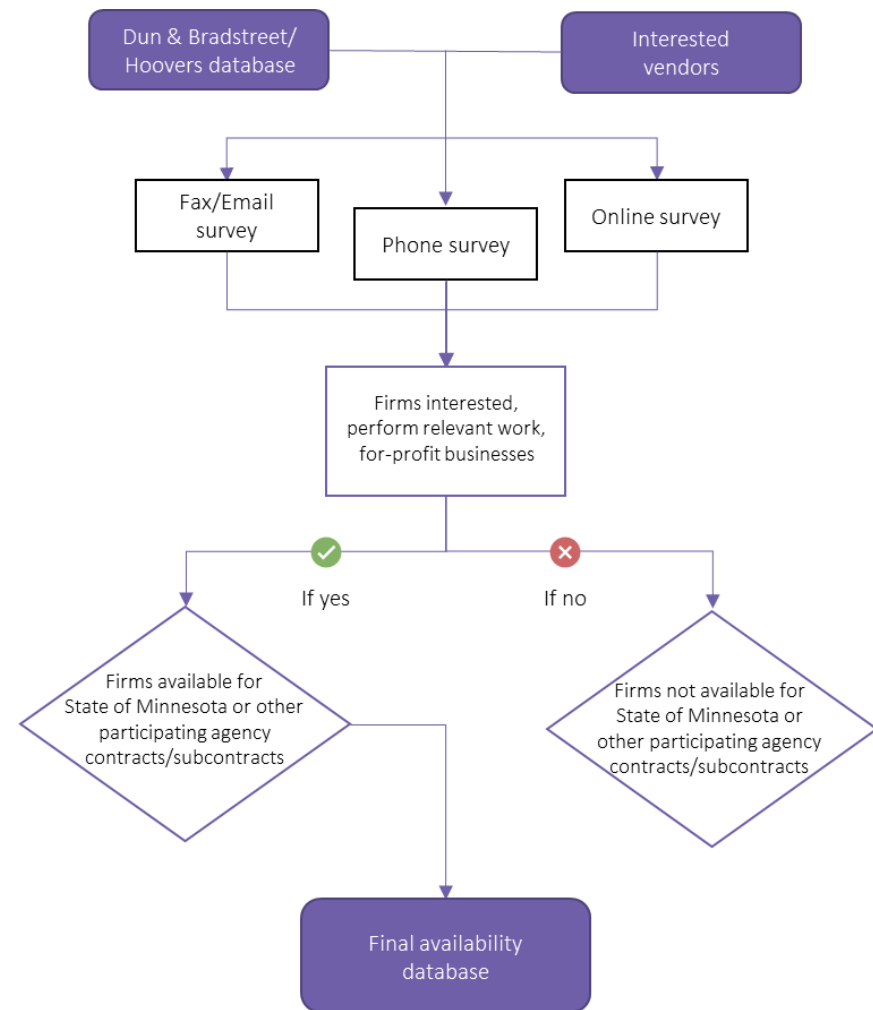 Dun & Bradstreet/
Hoovers database
Interested
vendors
Fax/Email
survey
Phone survey
Online survey
Firms interested,
perform relevant work,
for-profit businesses
If yes
If no
Firms available for
State of Minnesota or other
participating agency
contracts/subcontracts
Firms not available for
State of Minnesota or
other participating agency
contracts/subcontracts
Final availability
database